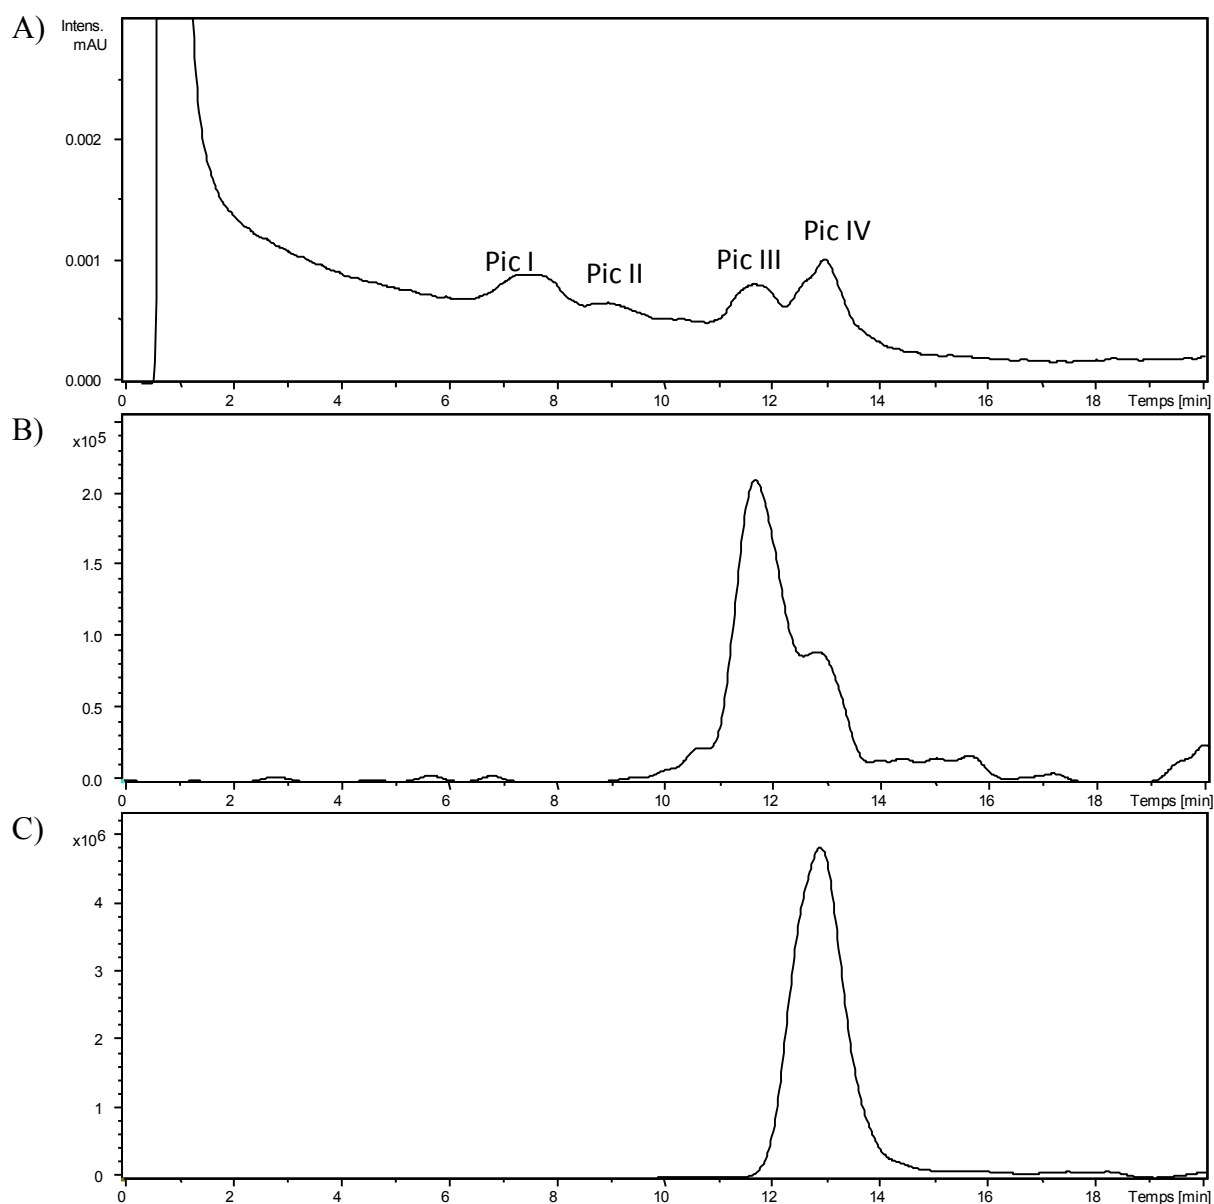 A)
Intens.
mAU
0.002
0.001
0.000
Pic I
Pic II
Pic III
Pic IV
0 2 4 6 8 10 12 14 16 18 Temps [min]
B)
x10⁵
2.0
1.5
1.0
0.5
0.0
0 2 4 6 8 10 12 14 16 18 Temps [min]
C)
x10⁶
4
3
2
1
0
0 2 4 6 8 10 12 14 16 18 Temps [min]